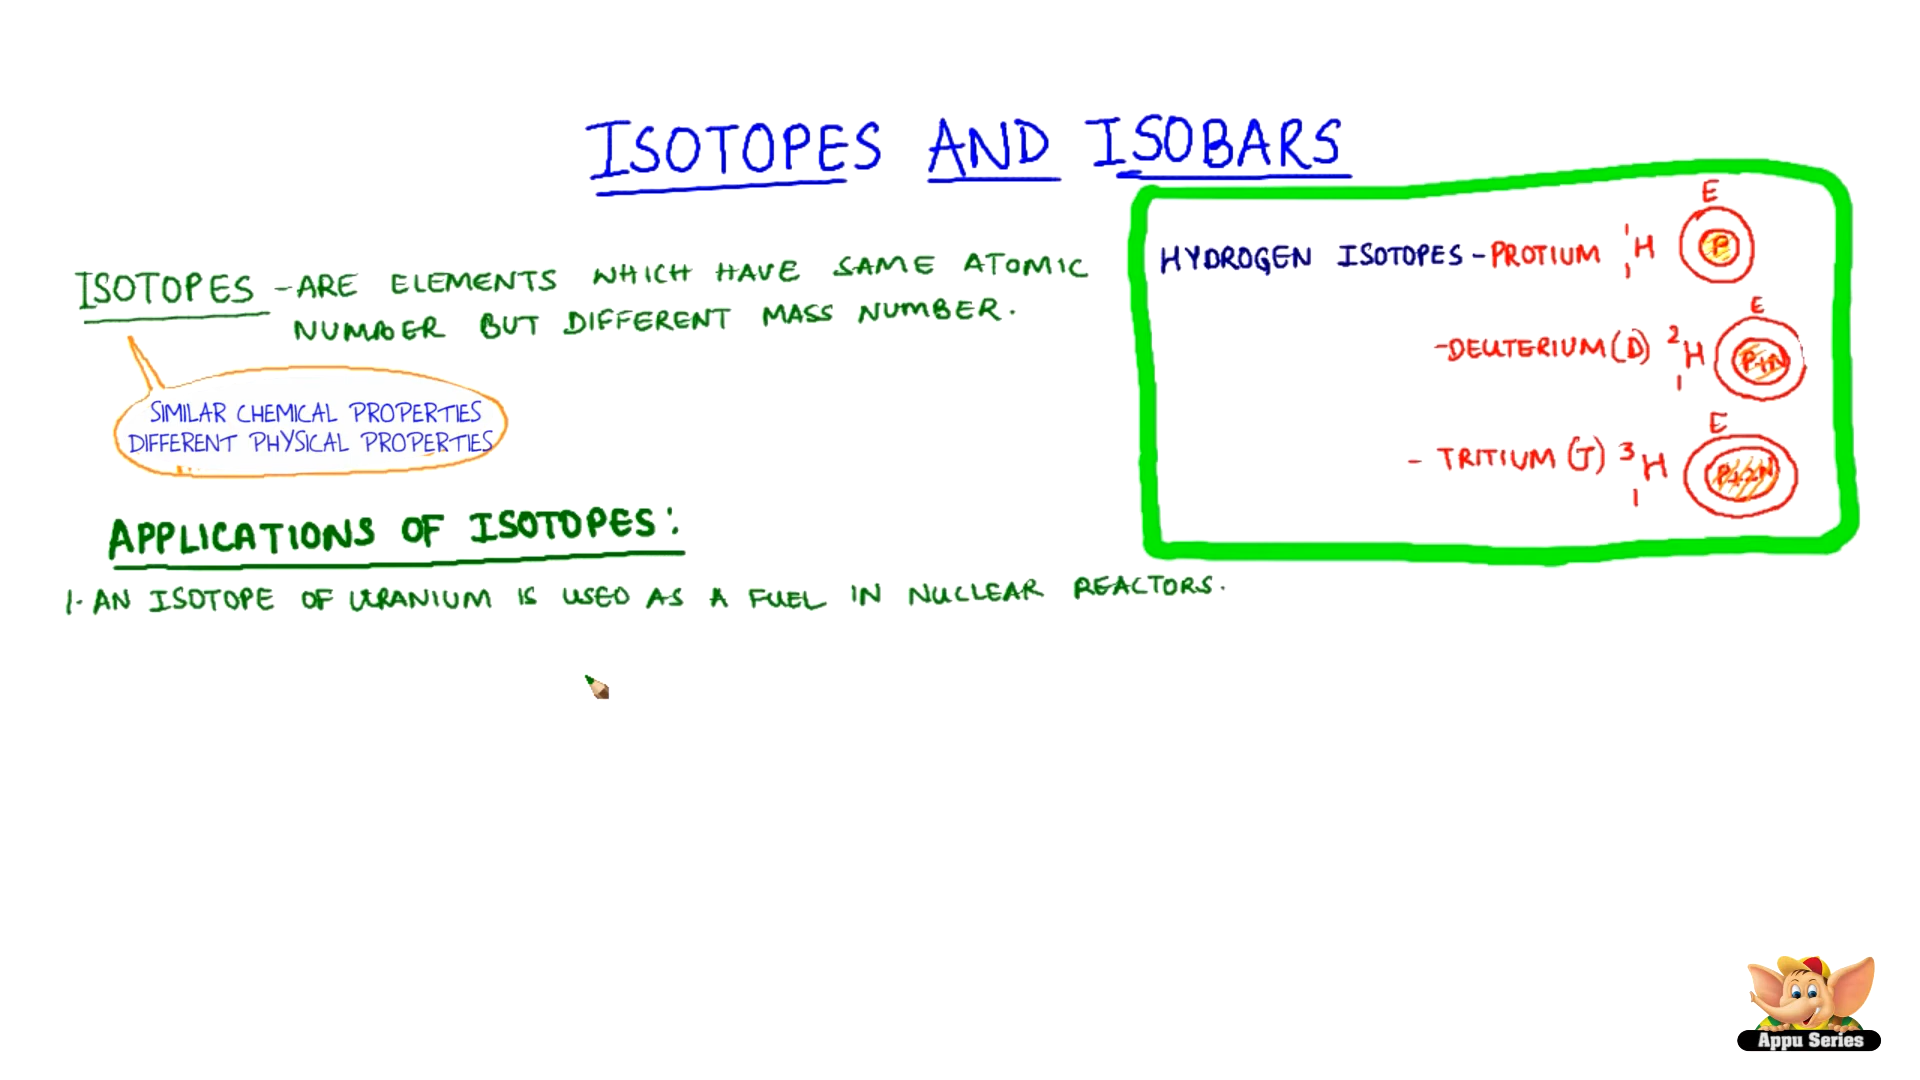 ISOTOPES AND ISOBARS
ISOTOPES - ARE ELEMENTS WHICH HAVE SAME ATOMIC
NUMBER BUT DIFFERENT MASS NUMBER.
SIMILAR CHEMICAL PROPERTIES
DIFFERENT PHYSICAL PROPERTIES
E
HYDROGEN ISOTOPES - PROTIUM ¹₁H P
E
- DEUTERIUM (D) ²₁H P+N
E
- TRITIUM (T) ³₁H P+2N
APPLICATIONS OF ISOTOPES:
1. AN ISOTOPE OF URANIUM IS USED AS A FUEL IN NUCLEAR REACTORS.
Appu Series